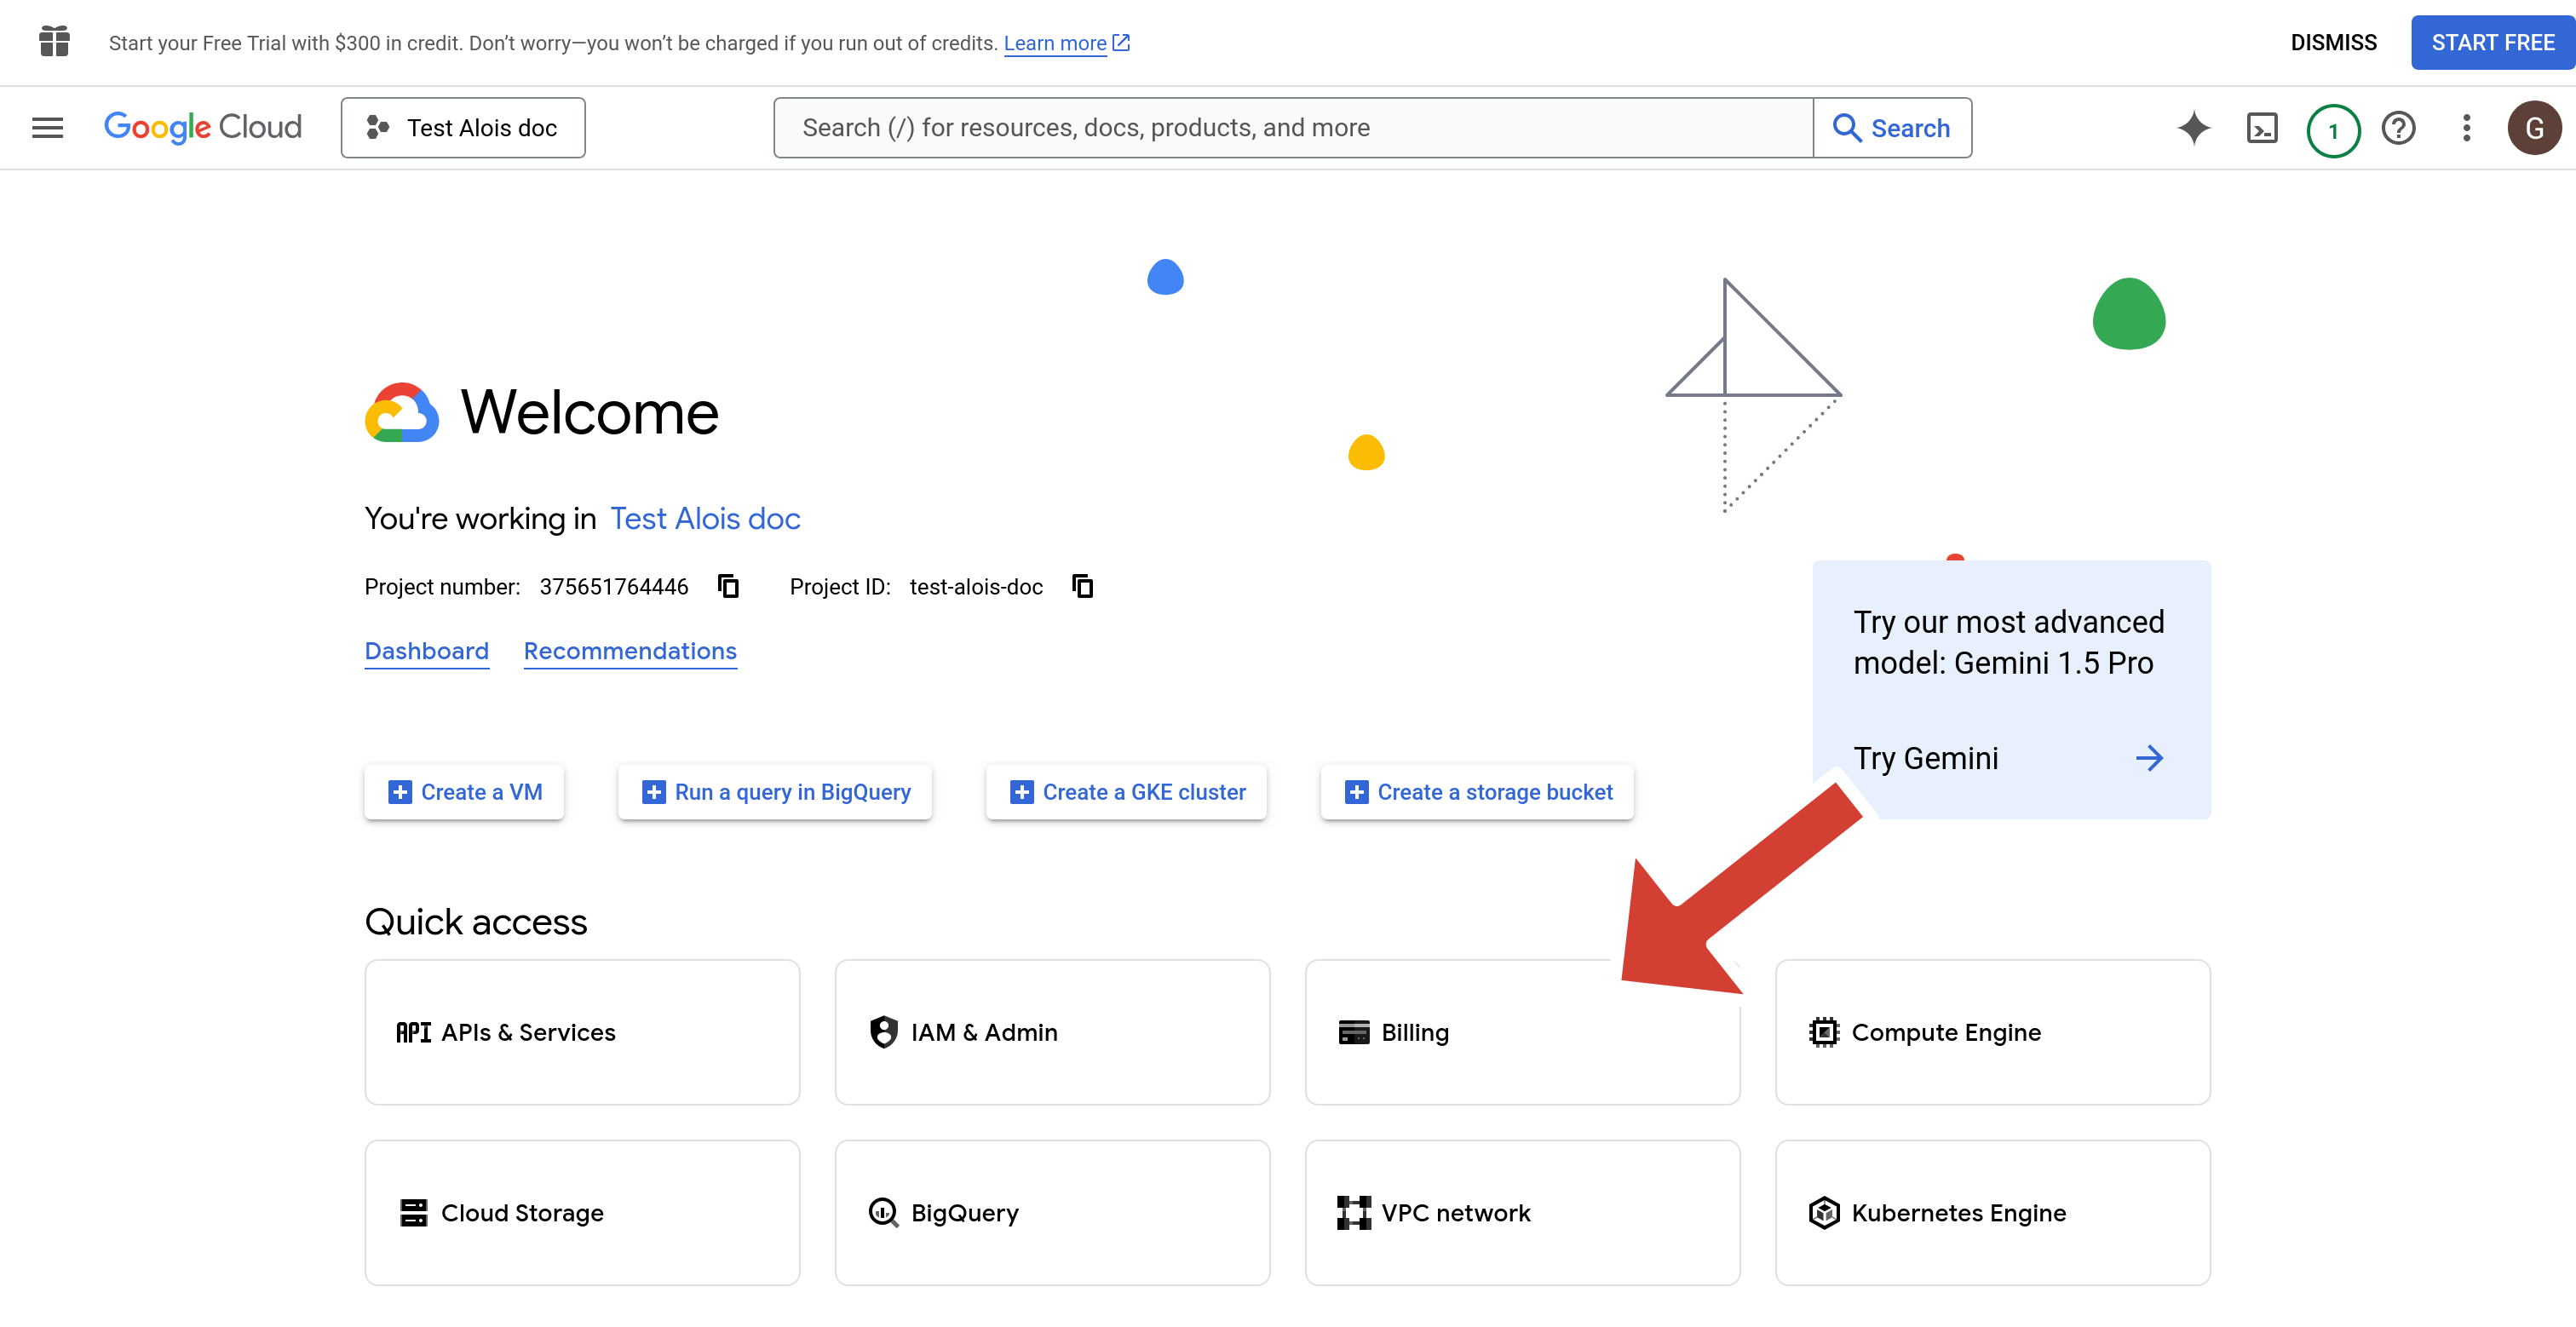 Start your Free Trial with $300 in credit. Don’t worry—you won’t be charged if you run out of credits. Learn more
DISMISS
START FREE
Google Cloud
Test Alois doc
Search (/) for resources, docs, products, and more
Search
1
G
Welcome
You're working in Test Alois doc
Project number: 375651764446 Project ID: test-alois-doc
Dashboard Recommendations
Try our most advanced
model: Gemini 1.5 Pro
Try Gemini
Create a VM
Run a query in BigQuery
Create a GKE cluster
Create a storage bucket
Quick access
API APIs & Services
IAM & Admin
Billing
Compute Engine
Cloud Storage
BigQuery
VPC network
Kubernetes Engine